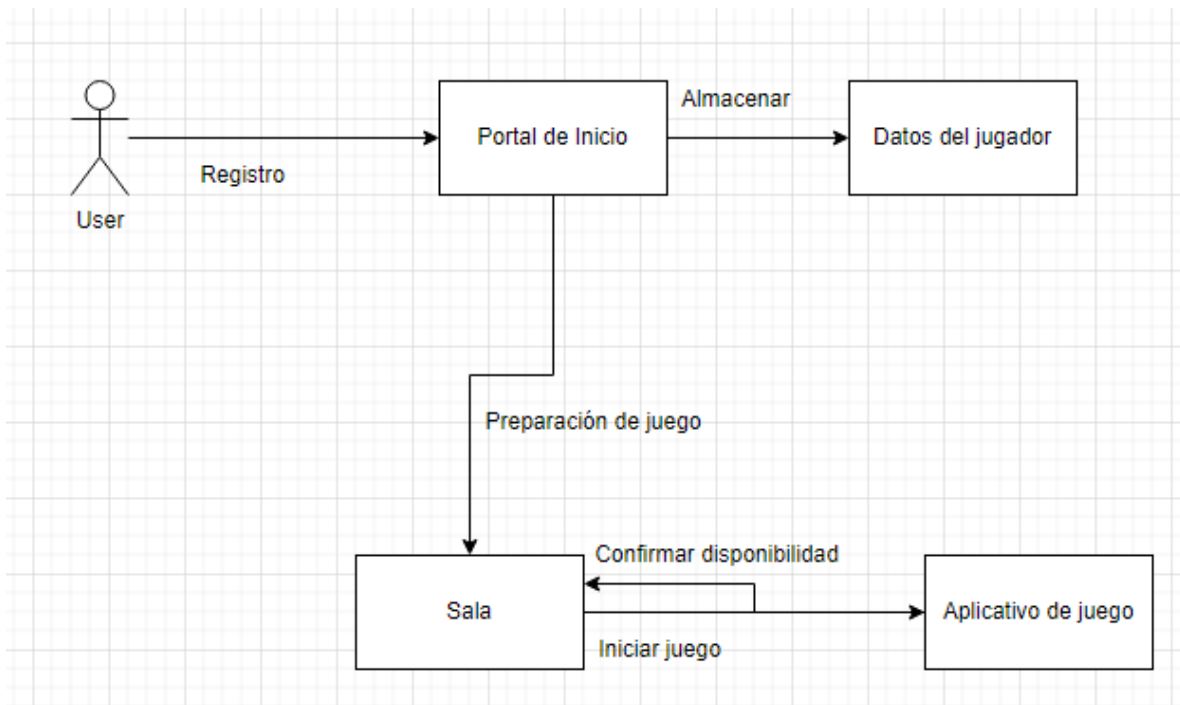 Almacenar
Portal de Inicio
Datos del jugador
Registro
User
Preparación de juego
Confirmar disponibilidad
Sala
Aplicativo de juego
Iniciar juego